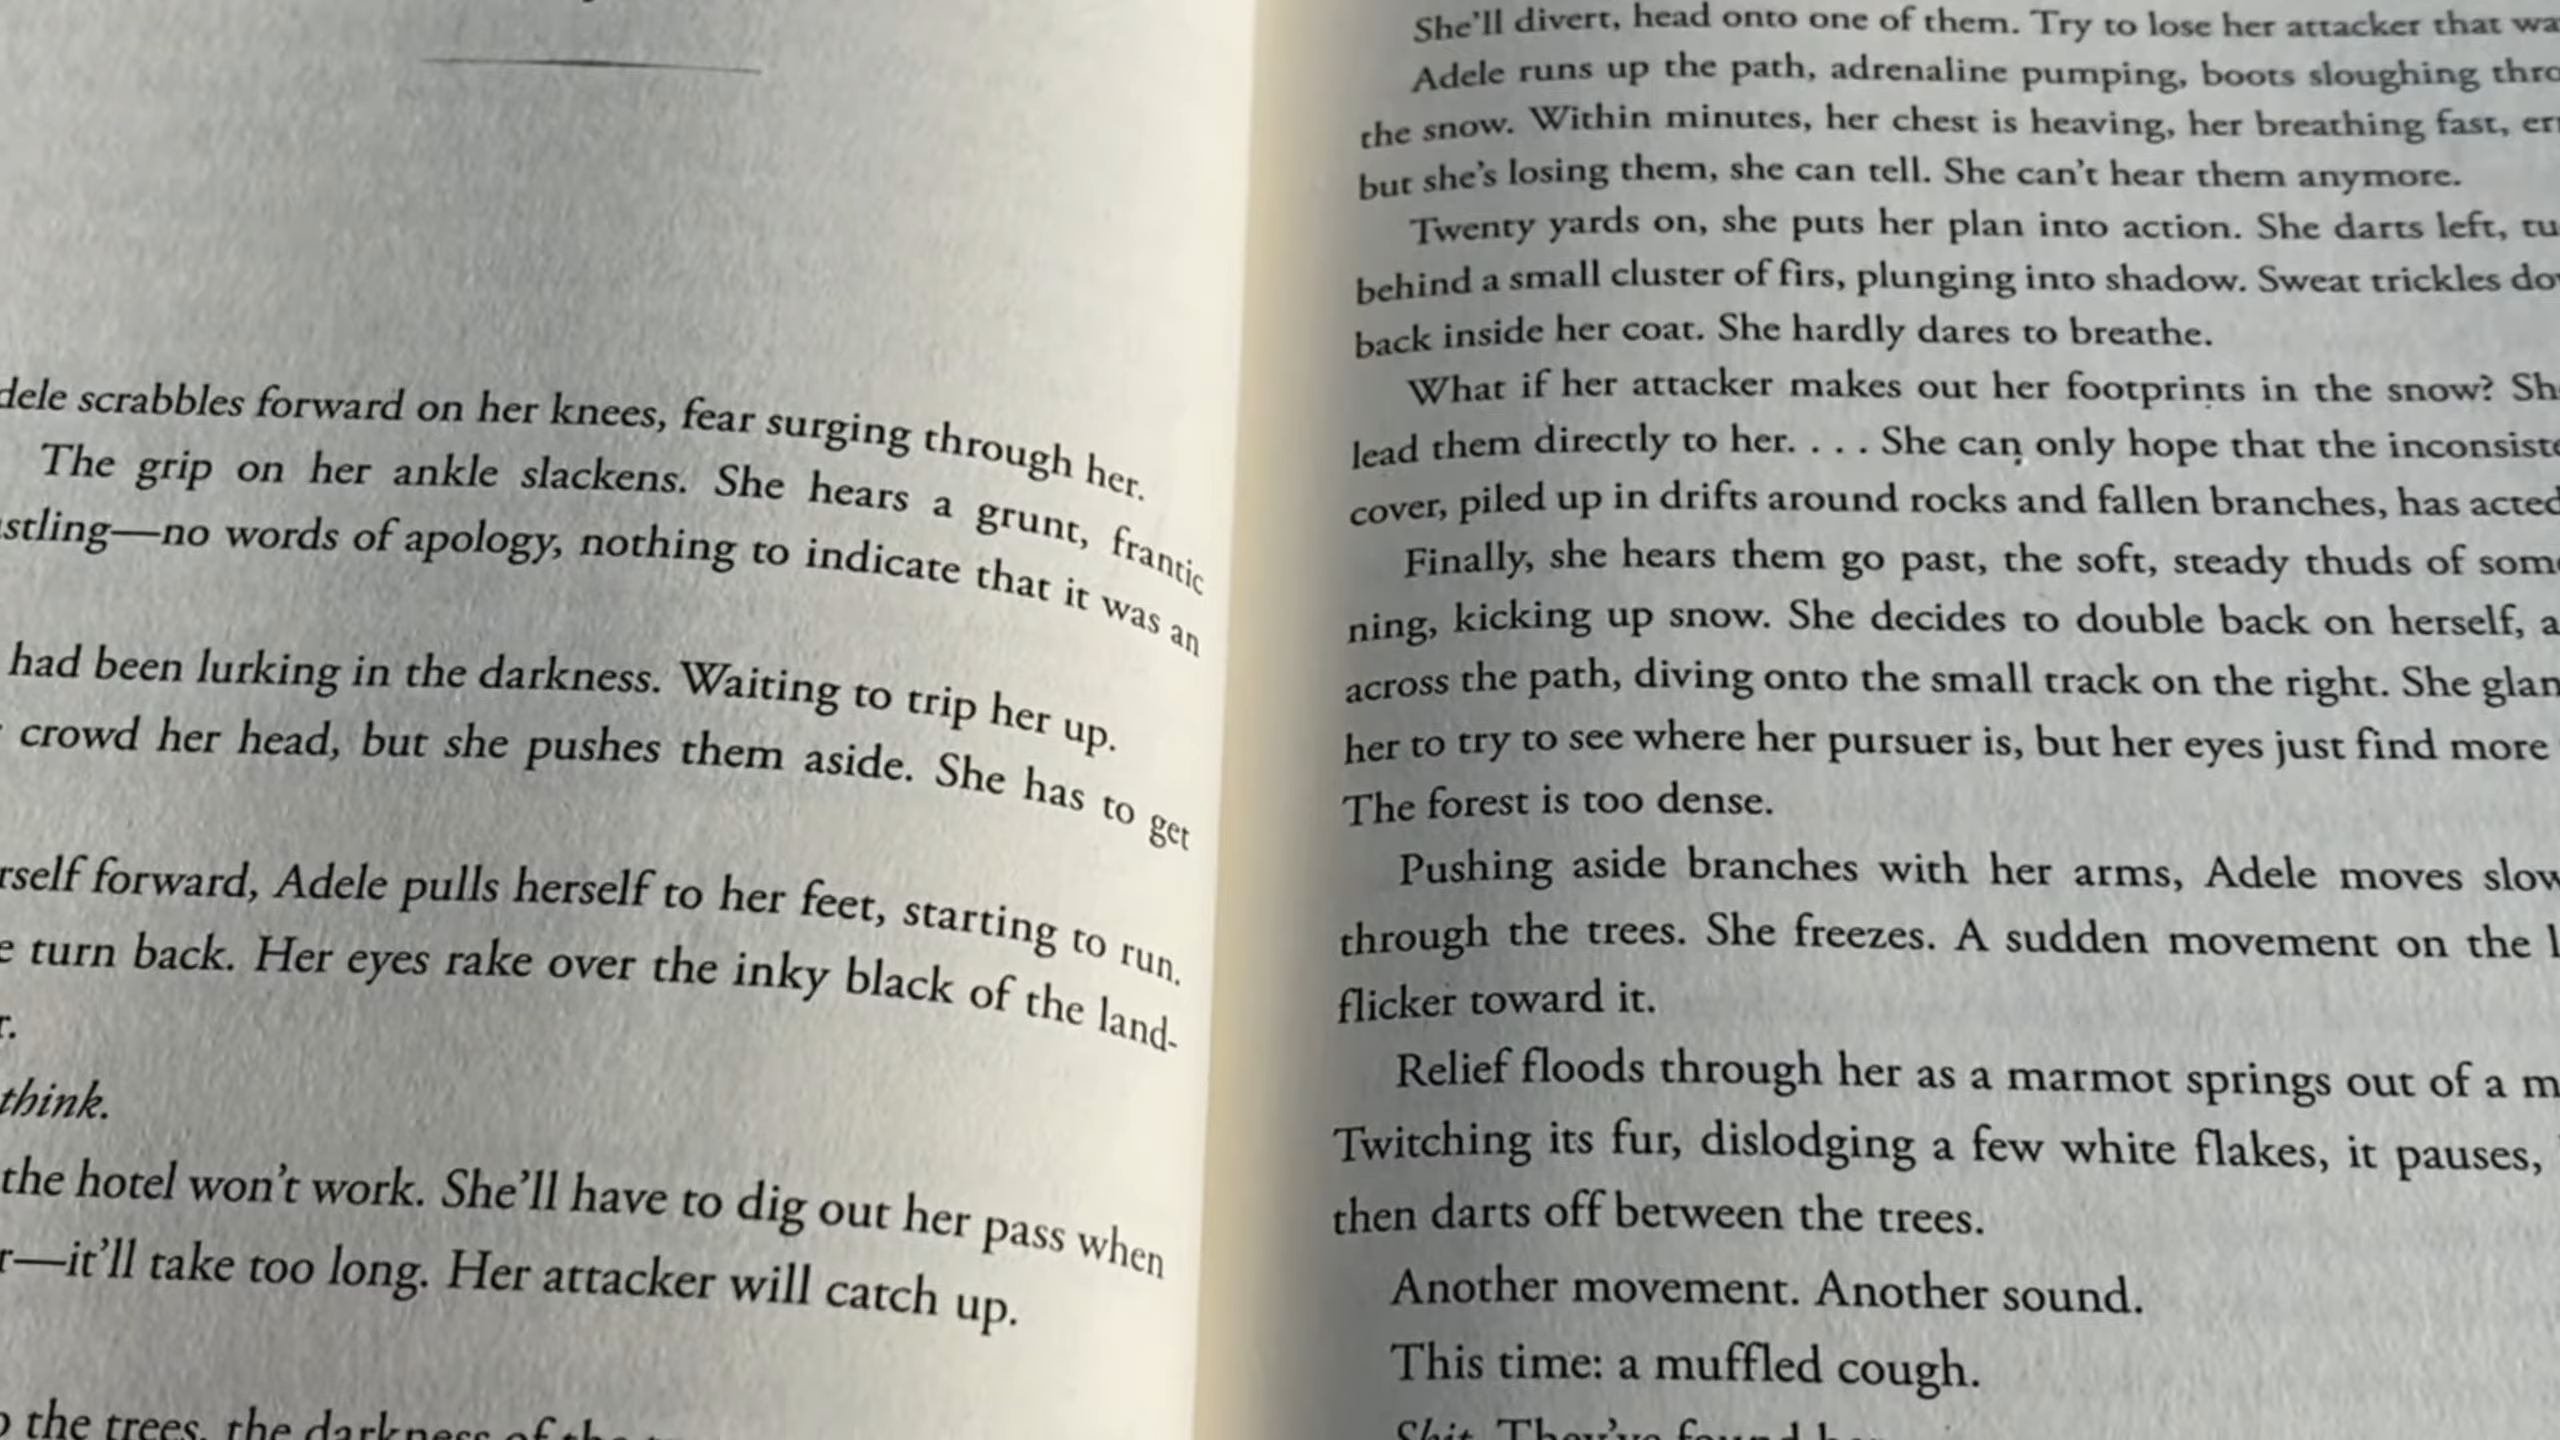 scrabbles forward on her knees, fear surging through her.
The grip on her ankle slackens. She hears a grunt, frantic
no words of apology, nothing to indicate that it was an
had been lurking in the darkness. Waiting to trip her up.
crowd her head, but she pushes them aside. She has to get
forward, Adele pulls herself to her feet, starting to run.
turn back. Her eyes rake over the inky black of the land-
think.
the hotel won't work. She'll have to dig out her pass when
it'll take too long. Her attacker will catch up.
the trees, the darkness of the
She'll divert, head onto one of them. Try to lose her attacker that
Adele runs up the path, adrenaline pumping, boots sloughing
the snow. Within minutes, her chest is heaving, her breathing fast,
but she's losing them, she can tell. She can't hear them anymore.
Twenty yards on, she puts her plan into action. She darts left,
behind a small cluster of firs, plunging into shadow. Sweat trickles
back inside her coat. She hardly dares to breathe.
What if her attacker makes out her footprints in the snow?
lead them directly to her. . . . She can only hope that the
cover, piled up in drifts around rocks and fallen branches, has acted
Finally, she hears them go past, the soft, steady thuds of
ning, kicking up snow. She decides to double back on herself,
across the path, diving onto the small track on the right. She
her to try to see where her pursuer is, but her eyes just find more
The forest is too dense.
Pushing aside branches with her arms, Adele moves
through the trees. She freezes. A sudden movement on the
flicker toward it.
Relief floods through her as a marmot springs out of a
Twitching its fur, dislodging a few white flakes, it pauses,
then darts off between the trees.
Another movement. Another sound.
This time: a muffled cough.
Shit. They've found